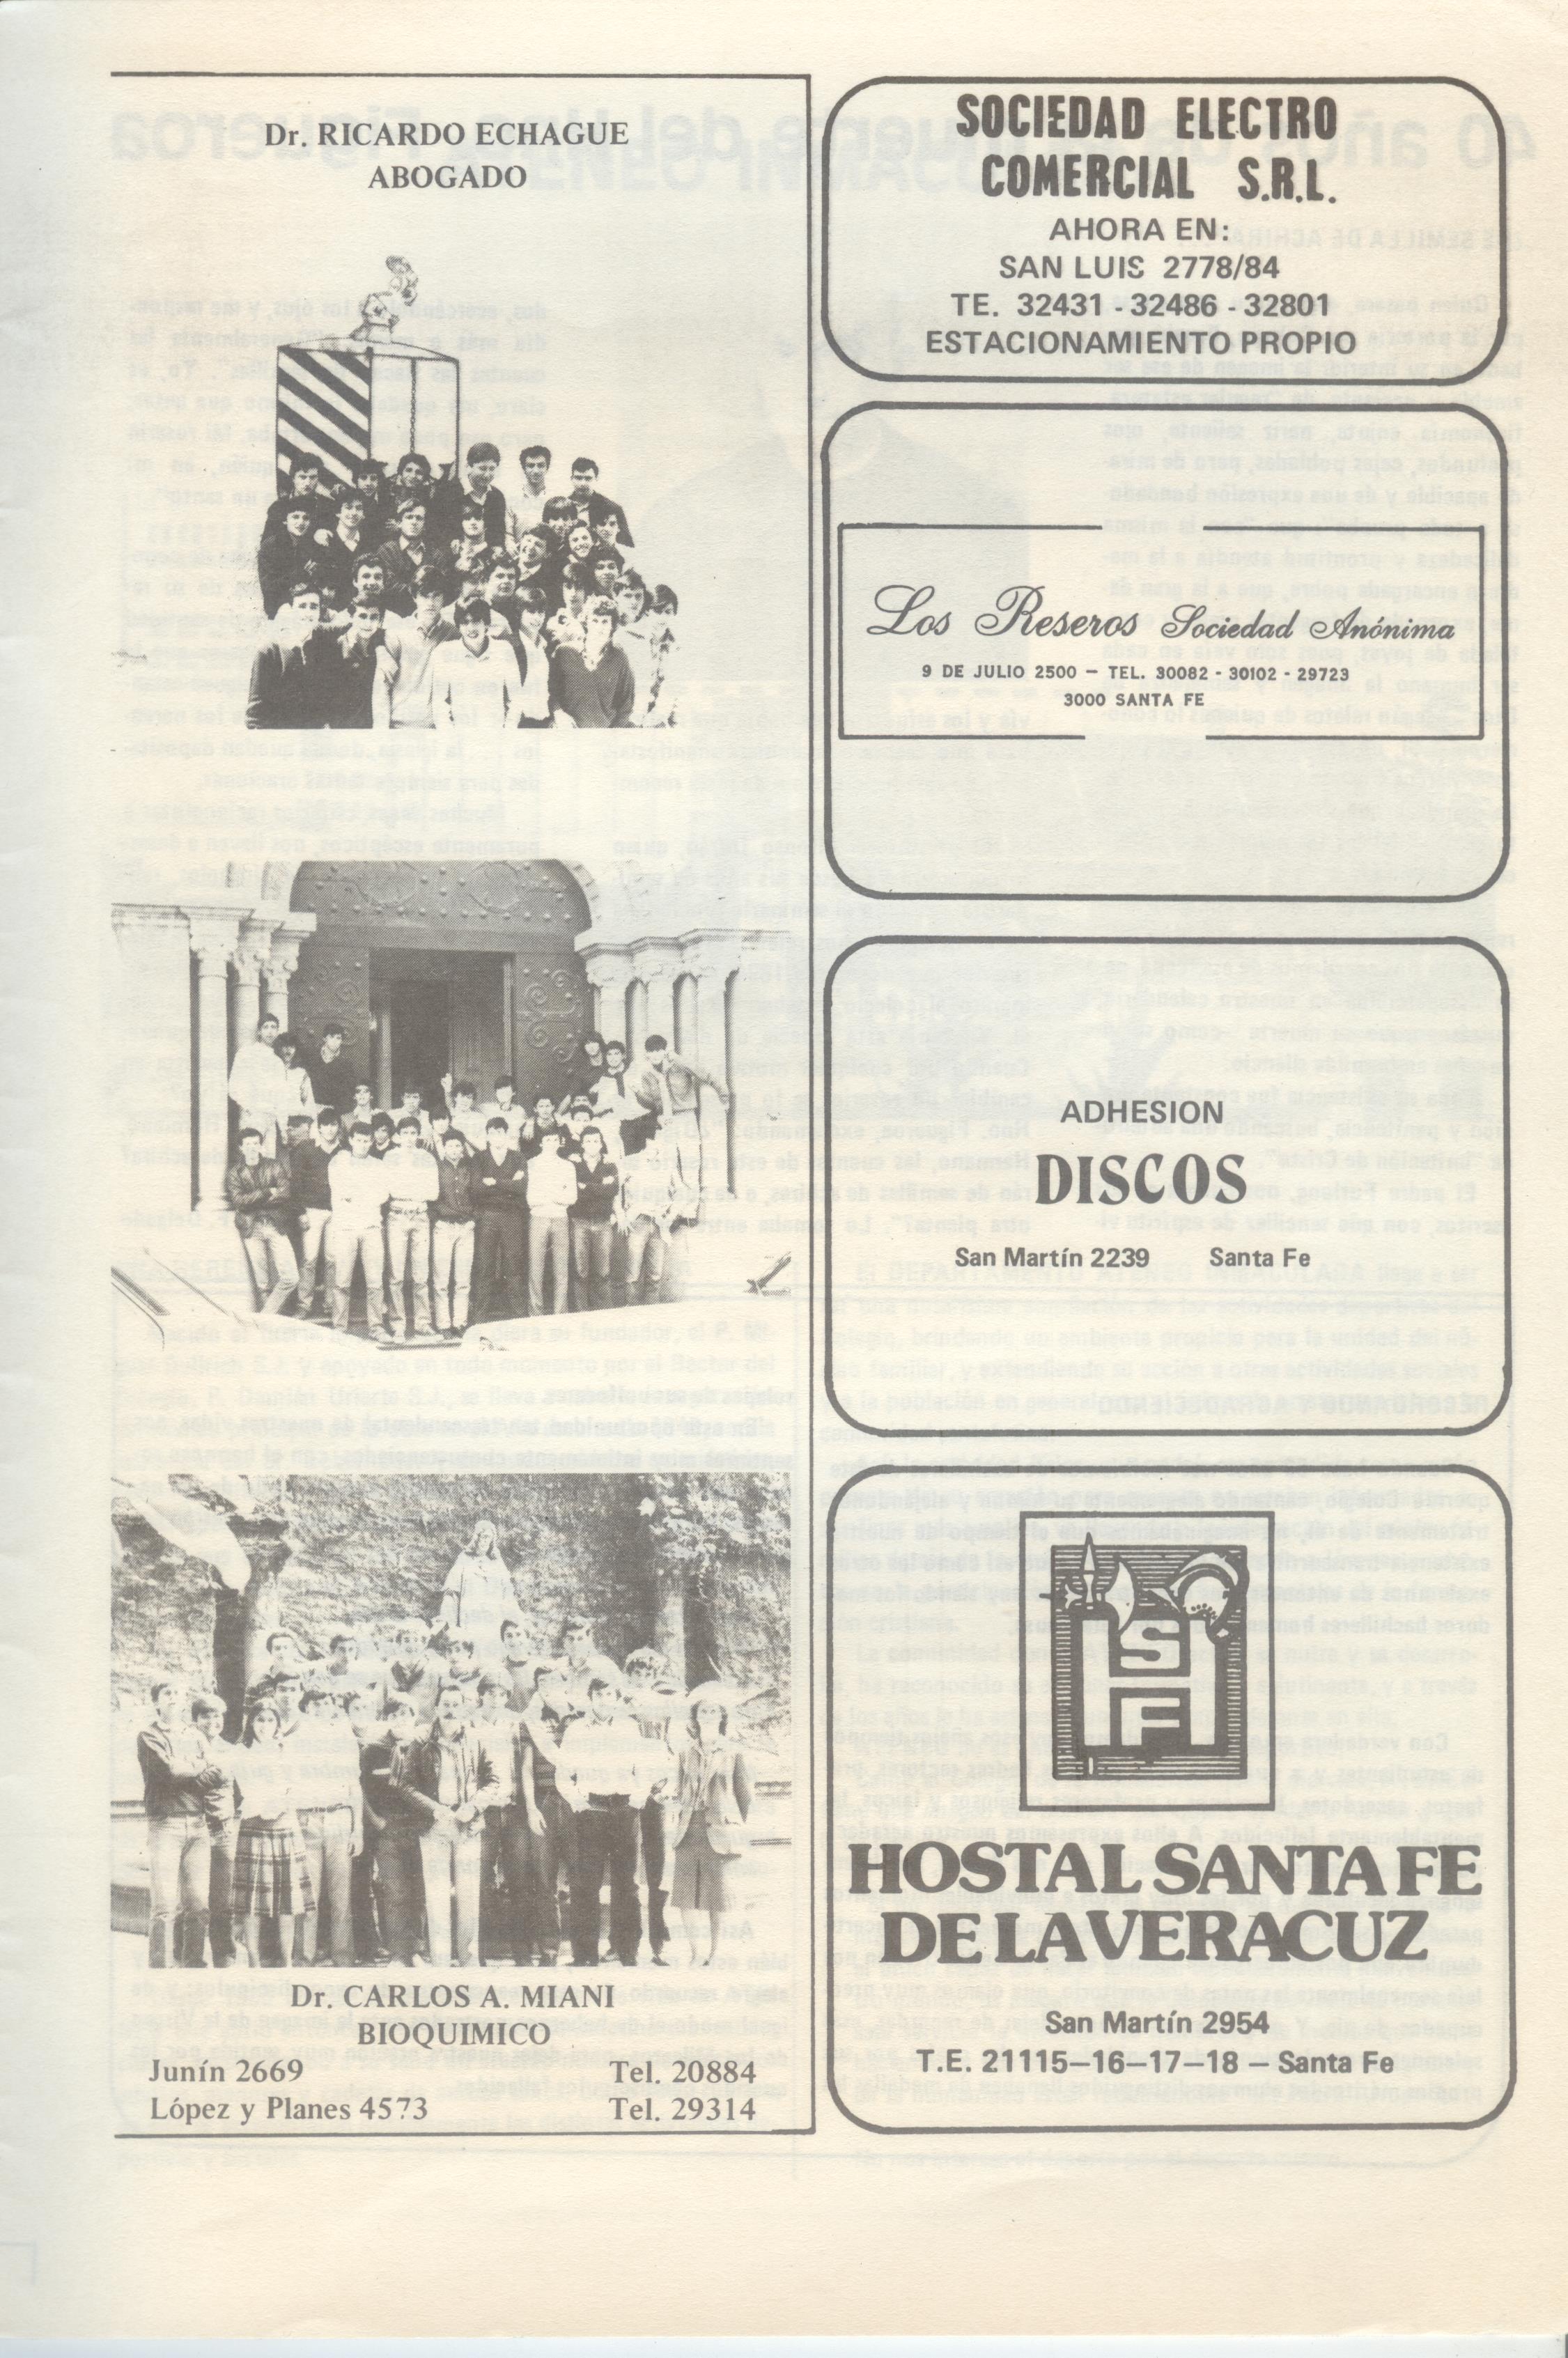 Dr. RICARDO ECHAGUE
ABOGADO
Dr. CARLOS A. MIANI
BIOQUIMICO
Junín 2669 Tel. 20884
López y Planes 4573 Tel. 29314
SOCIEDAD ELECTRO
COMERCIAL S.R.L.
AHORA EN:
SAN LUIS 2778/84
TE. 32431 - 32486 - 32801
ESTACIONAMIENTO PROPIO
Los Reseros Sociedad Anónima
9 DE JULIO 2500 — TEL. 30082 - 30102 - 29723
3000 SANTA FE
ADHESION
DISCOS
San Martín 2239 Santa Fe
S
F
HOSTAL SANTA FE
DE LA VERACUZ
San Martín 2954
T.E. 21115—16—17—18 — Santa Fe